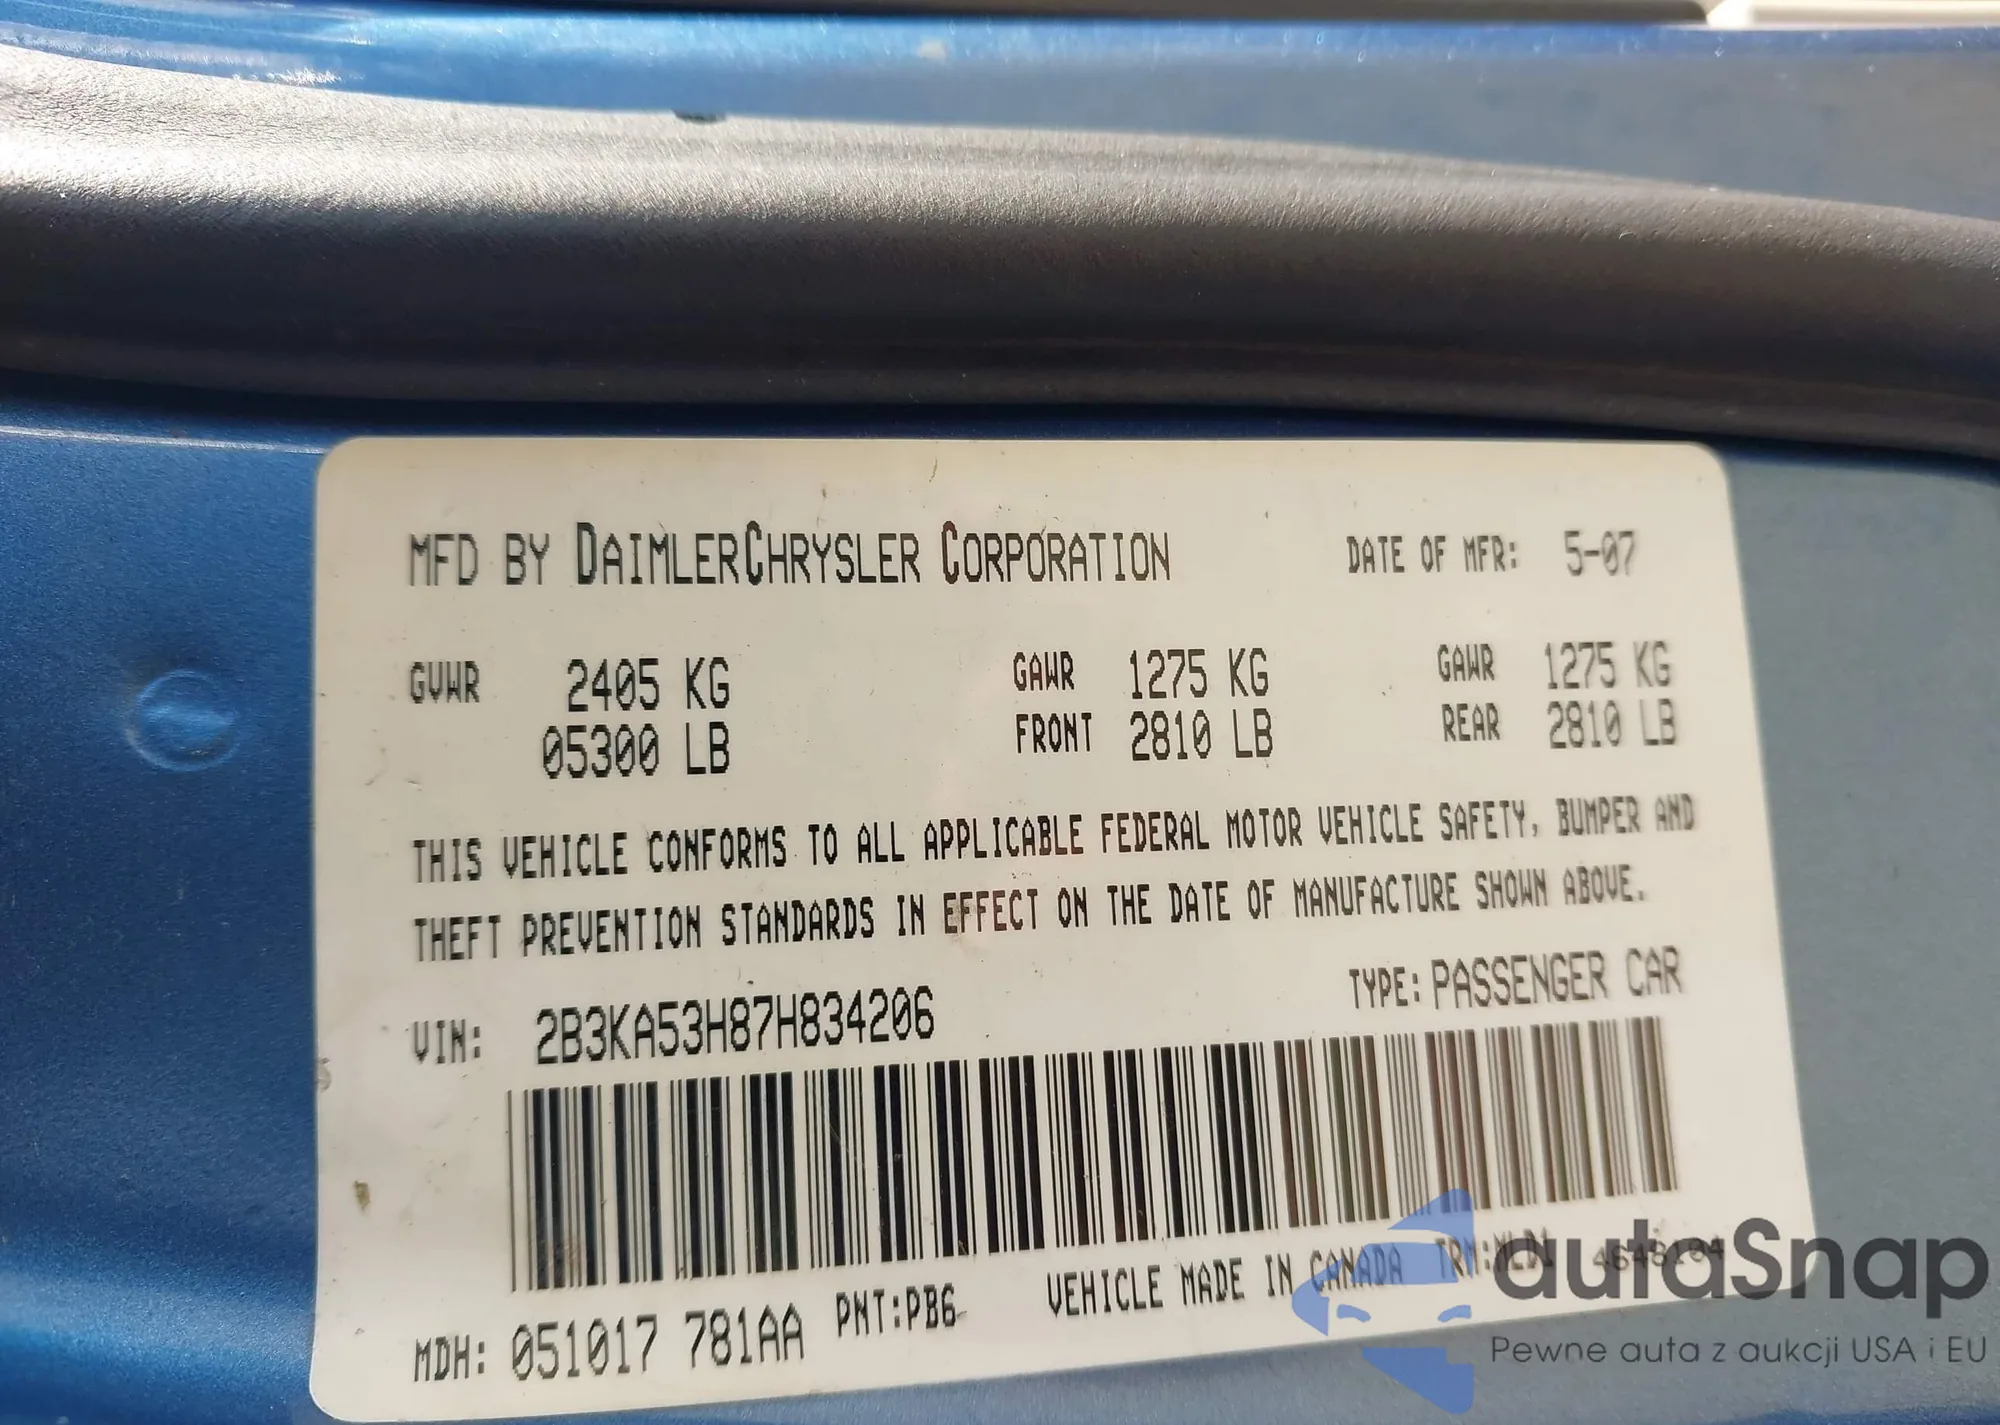 MFD BY DAIMLERCHRYSLER CORPORATION DATE OF MFR: 5-07
GVWR 2405 KG GAWR 1275 KG GAWR 1275 KG
05300 LB FRONT 2810 LB REAR 2810 LB
THIS VEHICLE CONFORMS TO ALL APPLICABLE FEDERAL MOTOR VEHICLE SAFETY, BUMPER AND
THEFT PREVENTION STANDARDS IN EFFECT ON THE DATE OF MANUFACTURE SHOWN ABOVE.
VIN: 2B3KA53H87H834206 TYPE: PASSENGER CAR
MDH: 051017 781AA PNT:PB6 VEHICLE MADE IN CANADA TRM:WLD1
autaSnap
Pewne auta z aukcji USA i EU